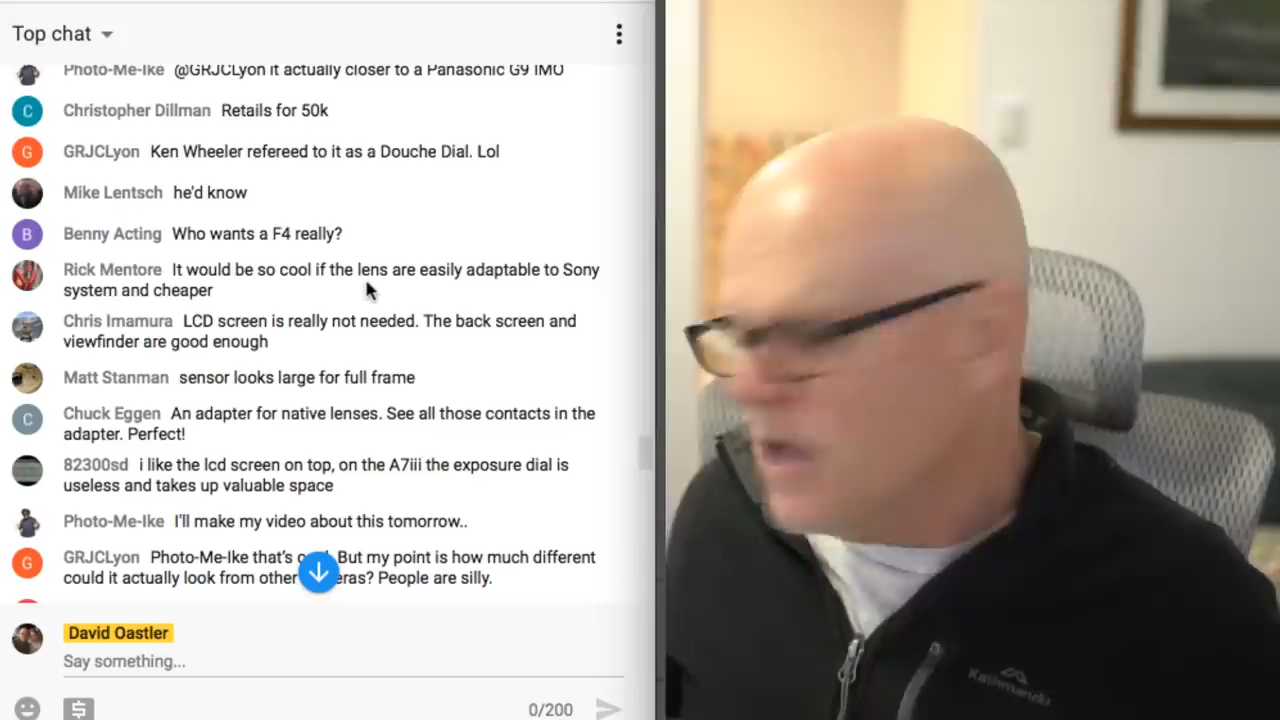 Top chat
Photo-Me-Ike @GRJCLyon it actually closer to a Panasonic G9 IMO
C Christopher Dillman Retails for 50k
G GRJCLyon Ken Wheeler refereed to it as a Douche Dial. Lol
Mike Lentsch he'd know
B Benny Acting Who wants a F4 really?
Rick Mentore It would be so cool if the lens are easily adaptable to Sony
system and cheaper
Chris Imamura LCD screen is really not needed. The back screen and
viewfinder are good enough
Matt Stanman sensor looks large for full frame
C Chuck Eggen An adapter for native lenses. See all those contacts in the
adapter. Perfect!
82300sd i like the lcd screen on top, on the A7iii the exposure dial is
useless and takes up valuable space
Photo-Me-Ike I'll make my video about this tomorrow..
G GRJCLyon Photo-Me-Ike that's But my point is how much different
could it actually look from other eras? People are silly.
David Oastler
Say something...
$ 0/200